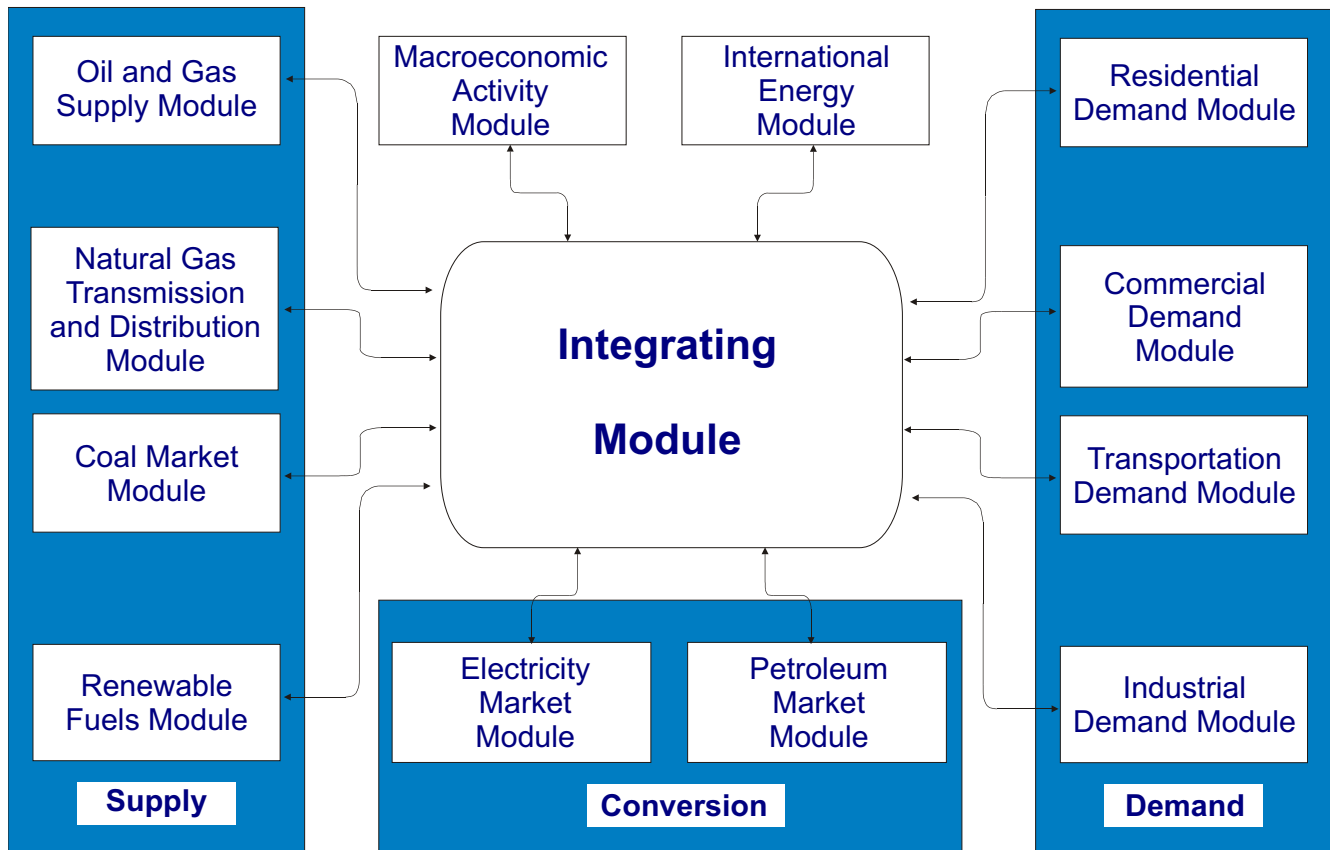 Oil and Gas
Supply Module
Natural Gas
Transmission
and Distribution
Module
Coal Market
Module
Renewable
Fuels Module
Supply
Macroeconomic
Activity
Module
International
Energy
Module
Integrating
Module
Electricity
Market
Module
Petroleum
Market
Module
Conversion
Residential
Demand Module
Commercial
Demand
Module
Transportation
Demand Module
Industrial
Demand Module
Demand